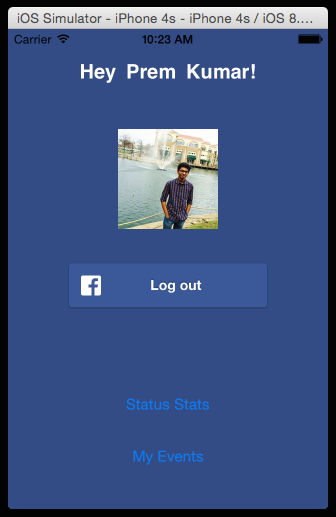 iOS Simulator - iPhone 4s - iPhone 4s / iOS 8....
Carrier 10:23 AM
Hey Prem Kumar!
Log out
Status Stats
My Events